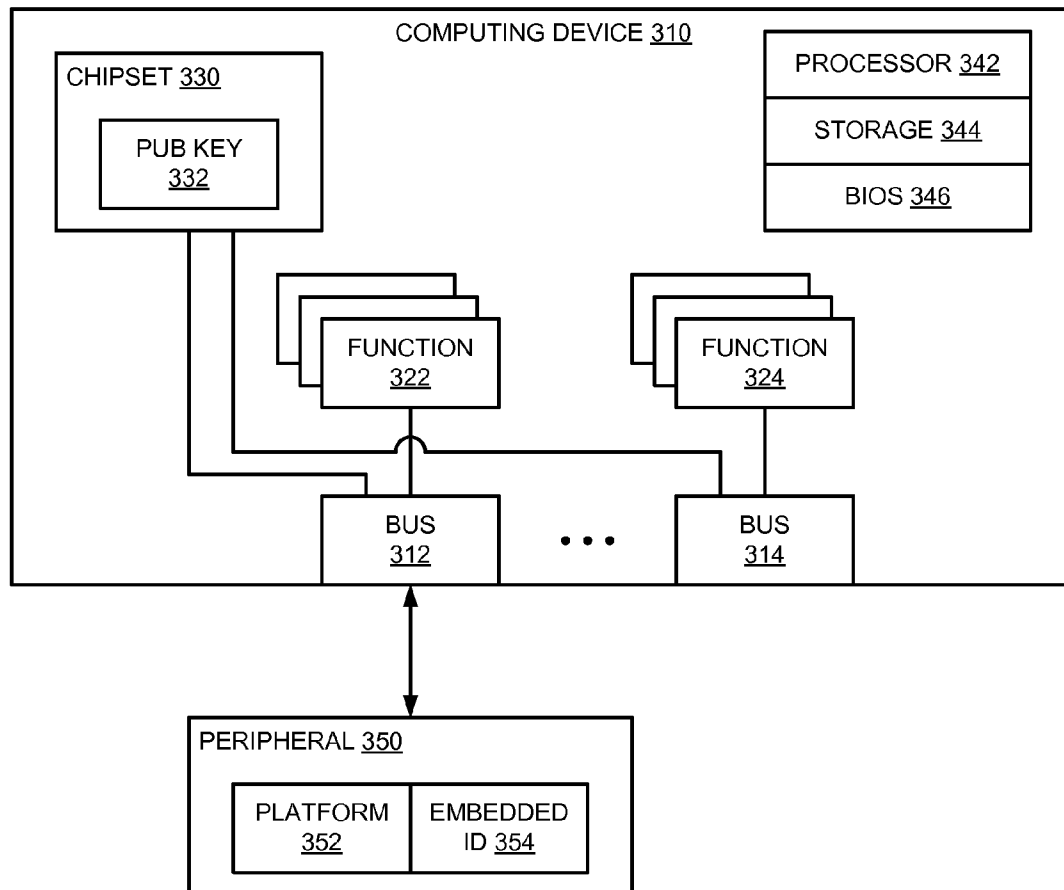 COMPUTING DEVICE 310
CHIPSET 330
PUB KEY
332
PROCESSOR 342
STORAGE 344
BIOS 346
FUNCTION
322
FUNCTION
324
BUS
312
BUS
314
PERIPHERAL 350
PLATFORM
352
EMBEDDED
ID 354